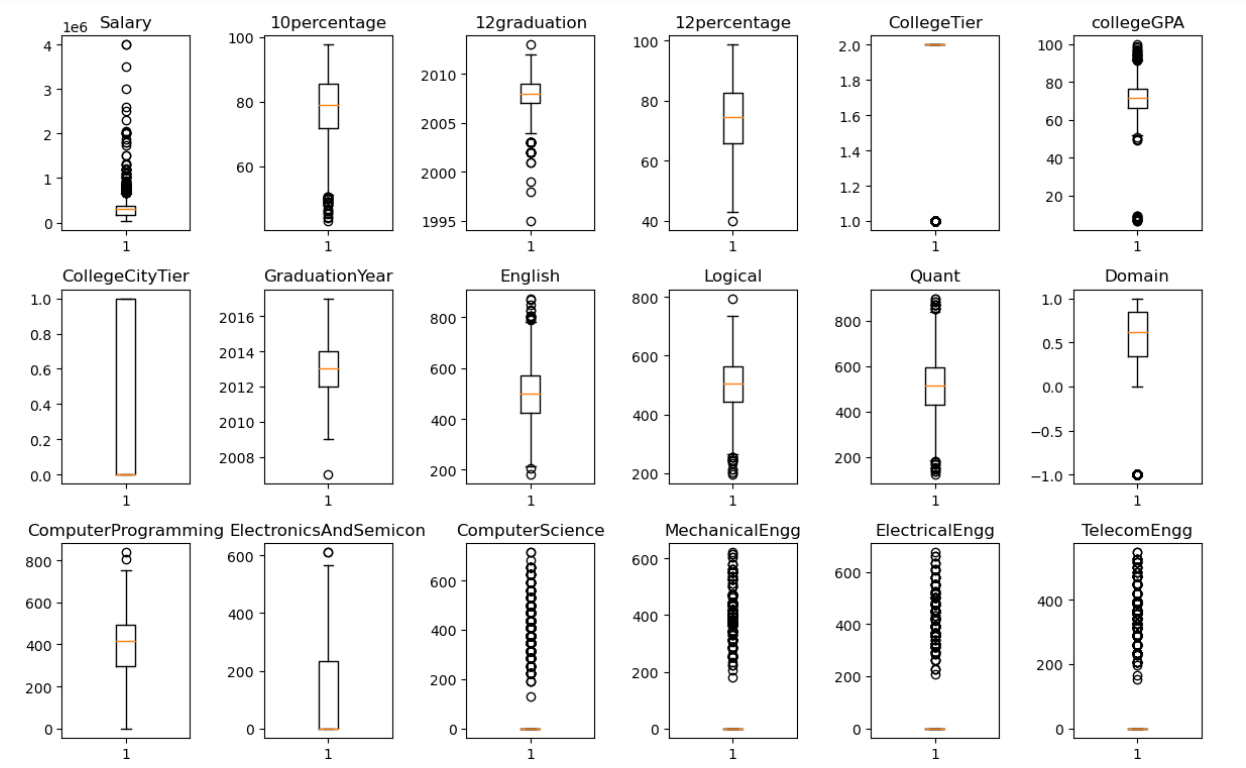 Salary 10percentage 12graduation 12percentage CollegeTier collegeGPA
1e6
4 3 2 1 0
100 80 60
2010 2005 2000 1995
100 80 60 40
2.0 1.8 1.6 1.4 1.2 1.0
100 80 60 40 20
1 1 1 1 1 1
CollegeCityTier GraduationYear English Logical Quant Domain
1.0 0.8 0.6 0.4 0.2 0.0
2016 2014 2012 2010 2008
800 600 400 200
800 600 400 200
800 600 400 200
1.0 0.5 0.0 −0.5 −1.0
1 1 1 1 1 1
ComputerProgramming ElectronicsAndSemicon ComputerScience MechanicalEngg ElectricalEngg TelecomEngg
800 600 400 200 0
600 400 200 0
600 400 200 0
600 400 200 0
600 400 200 0
400 200 0
1 1 1 1 1 1